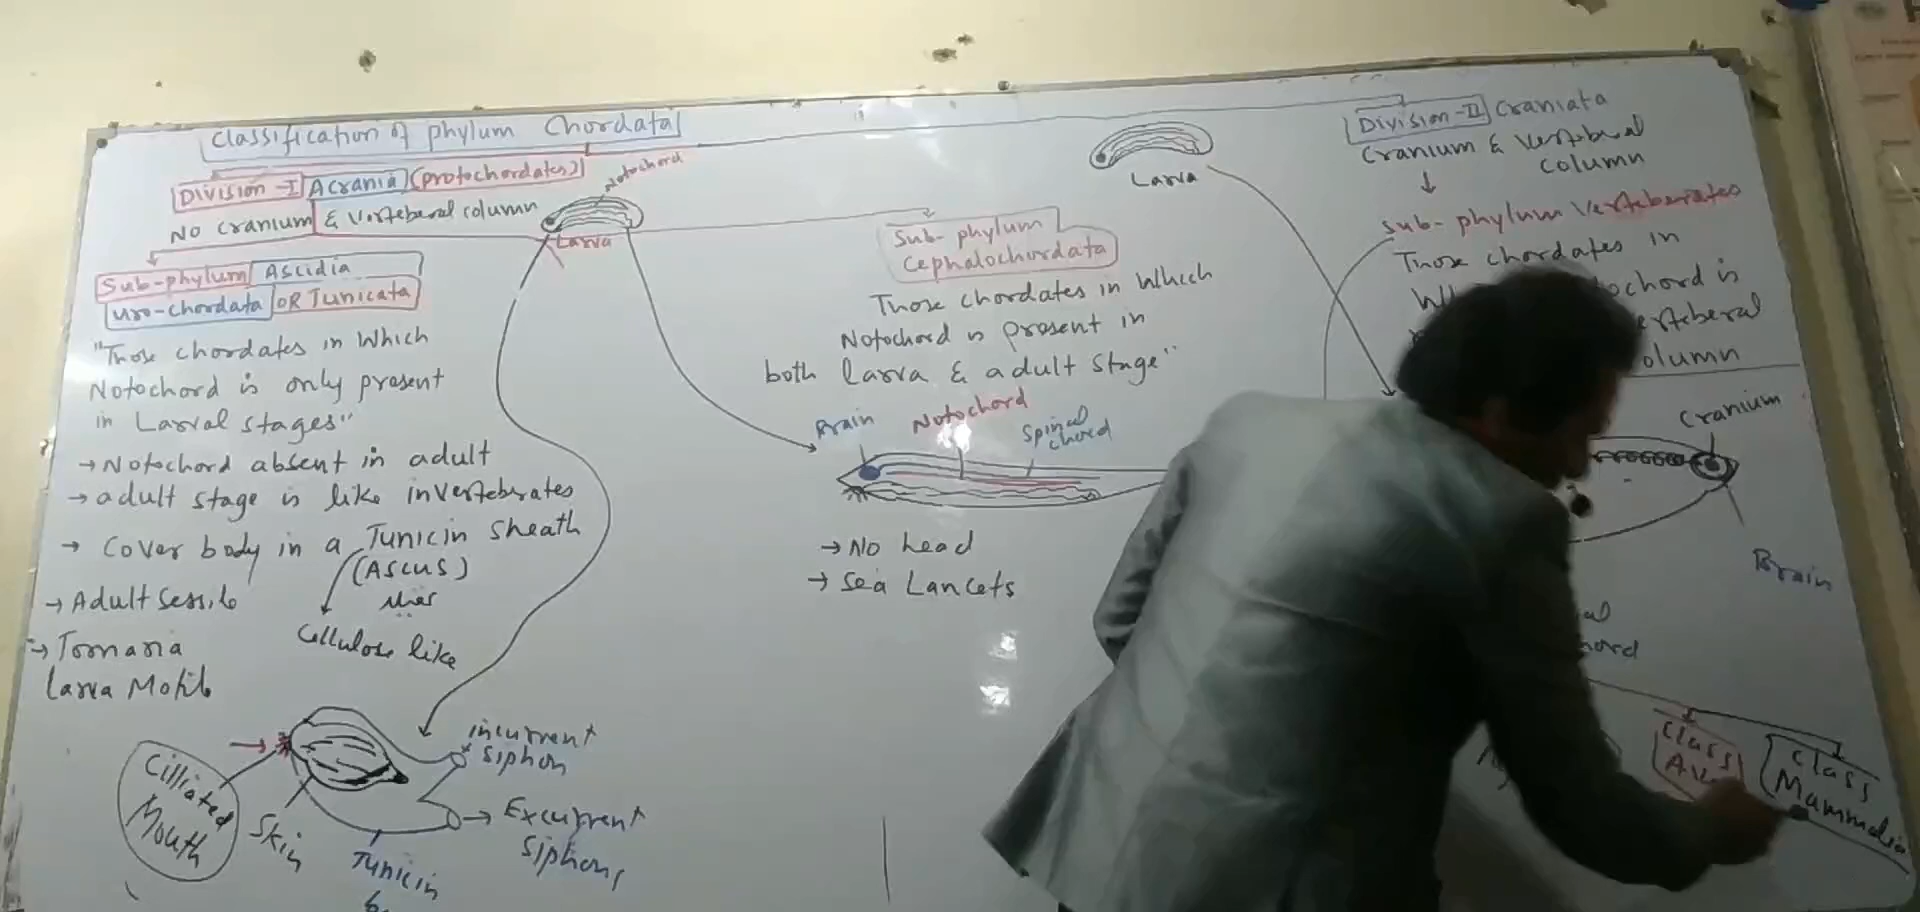 Classification of phylum Chordata
Division-I Acrania (protochordates)
No cranium & Vertebral column
Notochord
Larva
Sub-phylum Ascidia
uro-chordata OR Tunicata
"Those chordates in which
Notochord is only present
in Larval stages"
→ Notochord absent in adult
→ adult stage is like invertebrates
→ Cover body in a Tunicin Sheath
(Ascus)
→ Adult Sessile
Cellulose like
→ Tornaria
Larva Motile
Cilliated
Mouth
Skin
Tunicin
incurrent
siphon
→ Excurrent
Siphons
Sub-phylum
Cephalochordata
Those chordates in which
Notochord is present in
both larva & adult stage"
Brain
Notochord
Spinal
chord
→ No head
→ Sea Lancets
Larva
Division-II Craniata
Cranium & Vertebral
column
Sub-phylum Verteberates
Those chordates in
ochord is
erteberal
olumn
Cranium
Brain
Class
Class
Mammalia